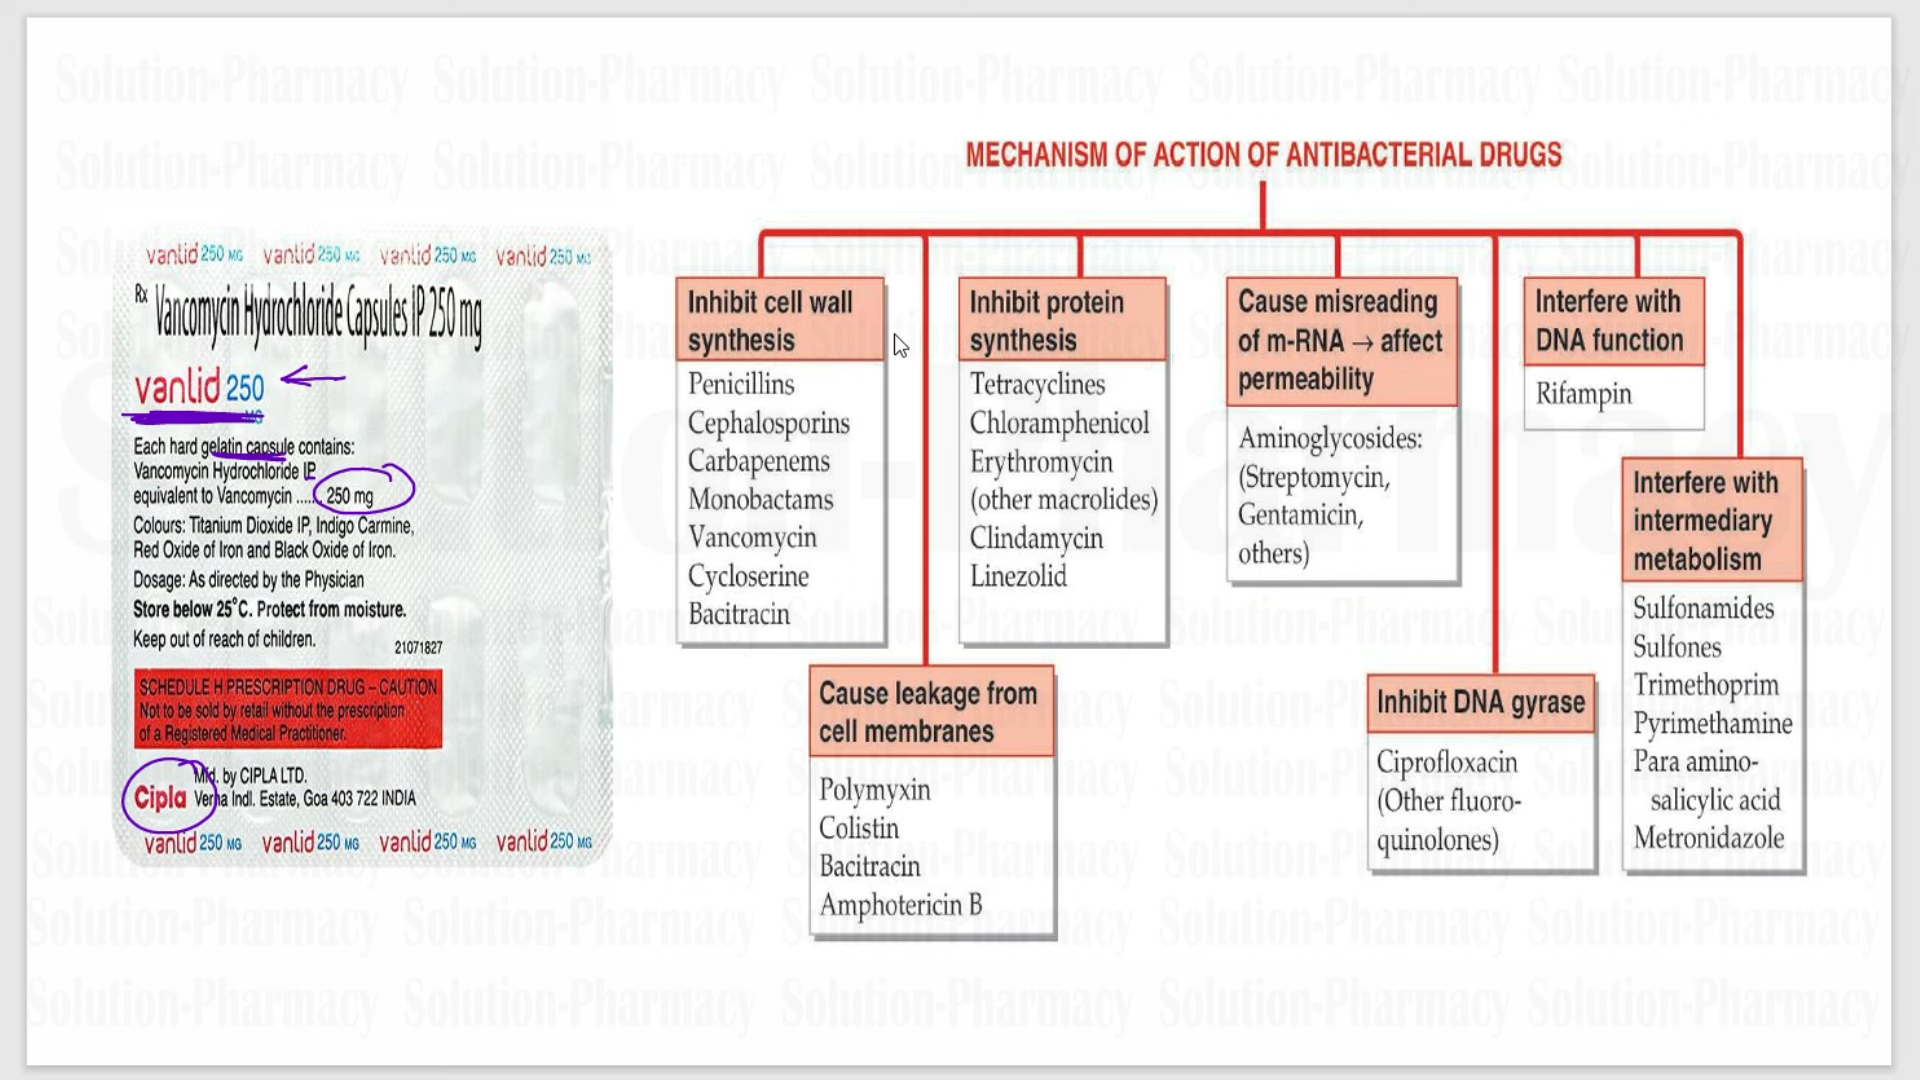 Solution-Pharmacy Solution-Pharmacy Solution-Pharmacy Solution-Pharmacy Solution-Pharmacy
MECHANISM OF ACTION OF ANTIBACTERIAL DRUGS
vanlid 250 MG vanlid 250 MG vanlid 250 MG vanlid 250 MG
Rx Vancomycin Hydrochloride Capsules IP 250 mg
vanlid 250
MG
Each hard gelatin capsule contains:
Vancomycin Hydrochloride IP
equivalent to Vancomycin ...... 250 mg
Colours: Titanium Dioxide IP, Indigo Carmine,
Red Oxide of Iron and Black Oxide of Iron.
Dosage: As directed by the Physician
Store below 25°C. Protect from moisture.
Keep out of reach of children.
21071827
SCHEDULE H PRESCRIPTION DRUG – CAUTION
Not to be sold by retail without the prescription
of a Registered Medical Practitioner.
Cipla
Mfd. by CIPLA LTD.
Verna Indl. Estate, Goa 403 722 INDIA
vanlid 250 MG vanlid 250 MG vanlid 250 MG vanlid 250 MG
Inhibit cell wall
synthesis
Penicillins
Cephalosporins
Carbapenems
Monobactams
Vancomycin
Cycloserine
Bacitracin
Cause leakage from
cell membranes
Polymyxin
Colistin
Bacitracin
Amphotericin B
Inhibit protein
synthesis
Tetracyclines
Chloramphenicol
Erythromycin
(other macrolides)
Clindamycin
Linezolid
Cause misreading
of m-RNA → affect
permeability
Aminoglycosides:
(Streptomycin,
Gentamicin,
others)
Inhibit DNA gyrase
Ciprofloxacin
(Other fluoro-
quinolones)
Interfere with
DNA function
Rifampin
Interfere with
intermediary
metabolism
Sulfonamides
Sulfones
Trimethoprim
Pyrimethamine
Para amino-
salicylic acid
Metronidazole